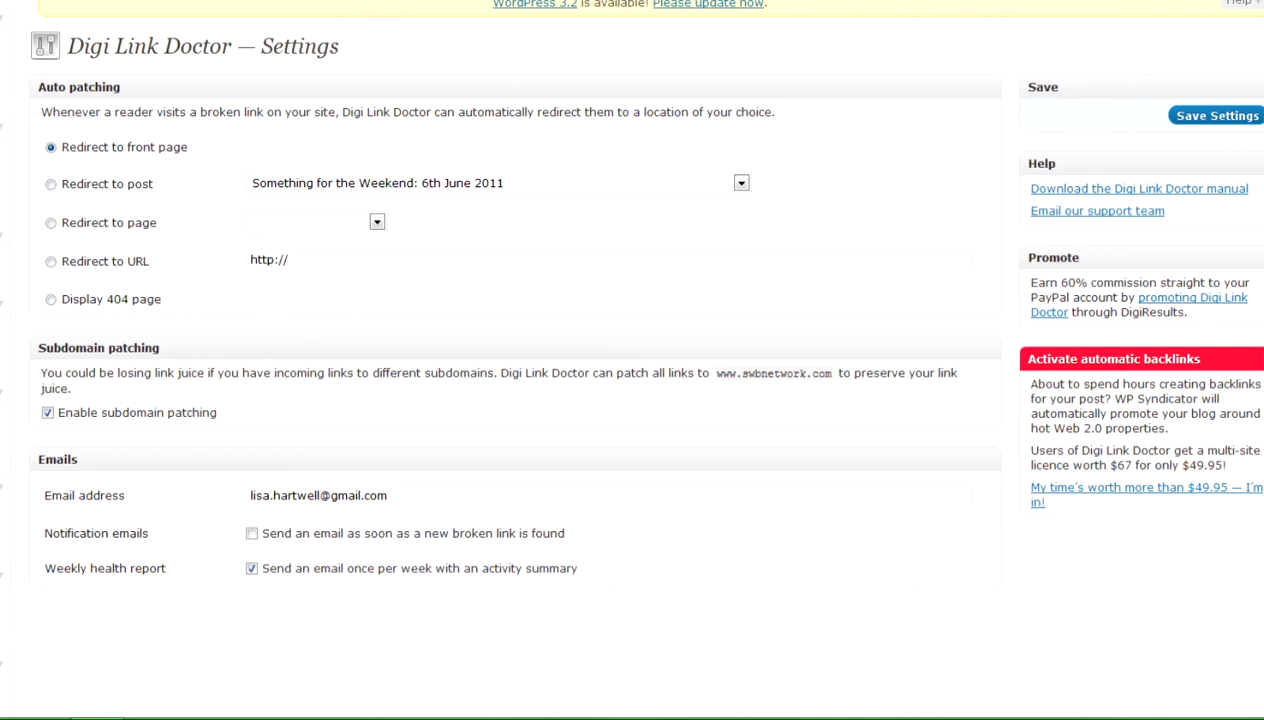 WordPress 3.2 is available! Please update now.
Help
Digi Link Doctor — Settings
Auto patching
Whenever a reader visits a broken link on your site, Digi Link Doctor can automatically redirect them to a location of your choice.
Redirect to front page
Redirect to post
Something for the Weekend: 6th June 2011
Redirect to page
Redirect to URL
http://
Display 404 page
Subdomain patching
You could be losing link juice if you have incoming links to different subdomains. Digi Link Doctor can patch all links to www.swbnetwork.com to preserve your link
juice.
Enable subdomain patching
Emails
Email address
lisa.hartwell@gmail.com
Notification emails
Send an email as soon as a new broken link is found
Weekly health report
Send an email once per week with an activity summary
Save
Save Settings
Help
Download the Digi Link Doctor manual
Email our support team
Promote
Earn 60% commission straight to your
PayPal account by promoting Digi Link
Doctor through DigiResults.
Activate automatic backlinks
About to spend hours creating backlinks
for your post? WP Syndicator will
automatically promote your blog around
hot Web 2.0 properties.
Users of Digi Link Doctor get a multi-site
licence worth $67 for only $49.95!
My time's worth more than $49.95 — I'm
in!